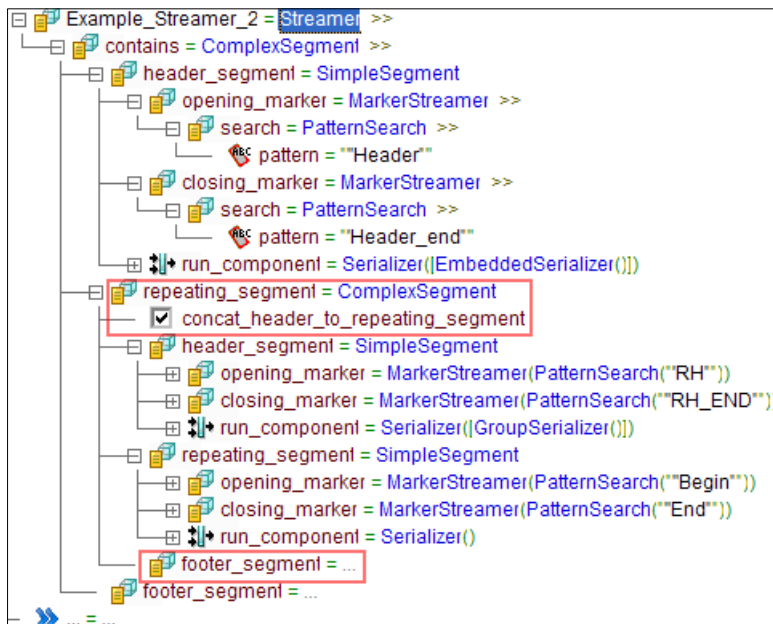 Example_Streamer_2 = Streamer >>
contains = ComplexSegment >>
header_segment = SimpleSegment
opening_marker = MarkerStreamer >>
search = PatternSearch >>
ABC pattern = ""Header""
closing_marker = MarkerStreamer >>
search = PatternSearch >>
ABC pattern = ""Header_end""
run_component = Serializer([EmbeddedSerializer()])
repeating_segment = ComplexSegment
concat_header_to_repeating_segment
header_segment = SimpleSegment
opening_marker = MarkerStreamer(PatternSearch(""RH""))
closing_marker = MarkerStreamer(PatternSearch(""RH_END"")
run_component = Serializer([GroupSerializer()])
repeating_segment = SimpleSegment
opening_marker = MarkerStreamer(PatternSearch(""Begin""))
closing_marker = MarkerStreamer(PatternSearch(""End""))
run_component = Serializer()
footer_segment = ...
footer_segment = ...
... = ...